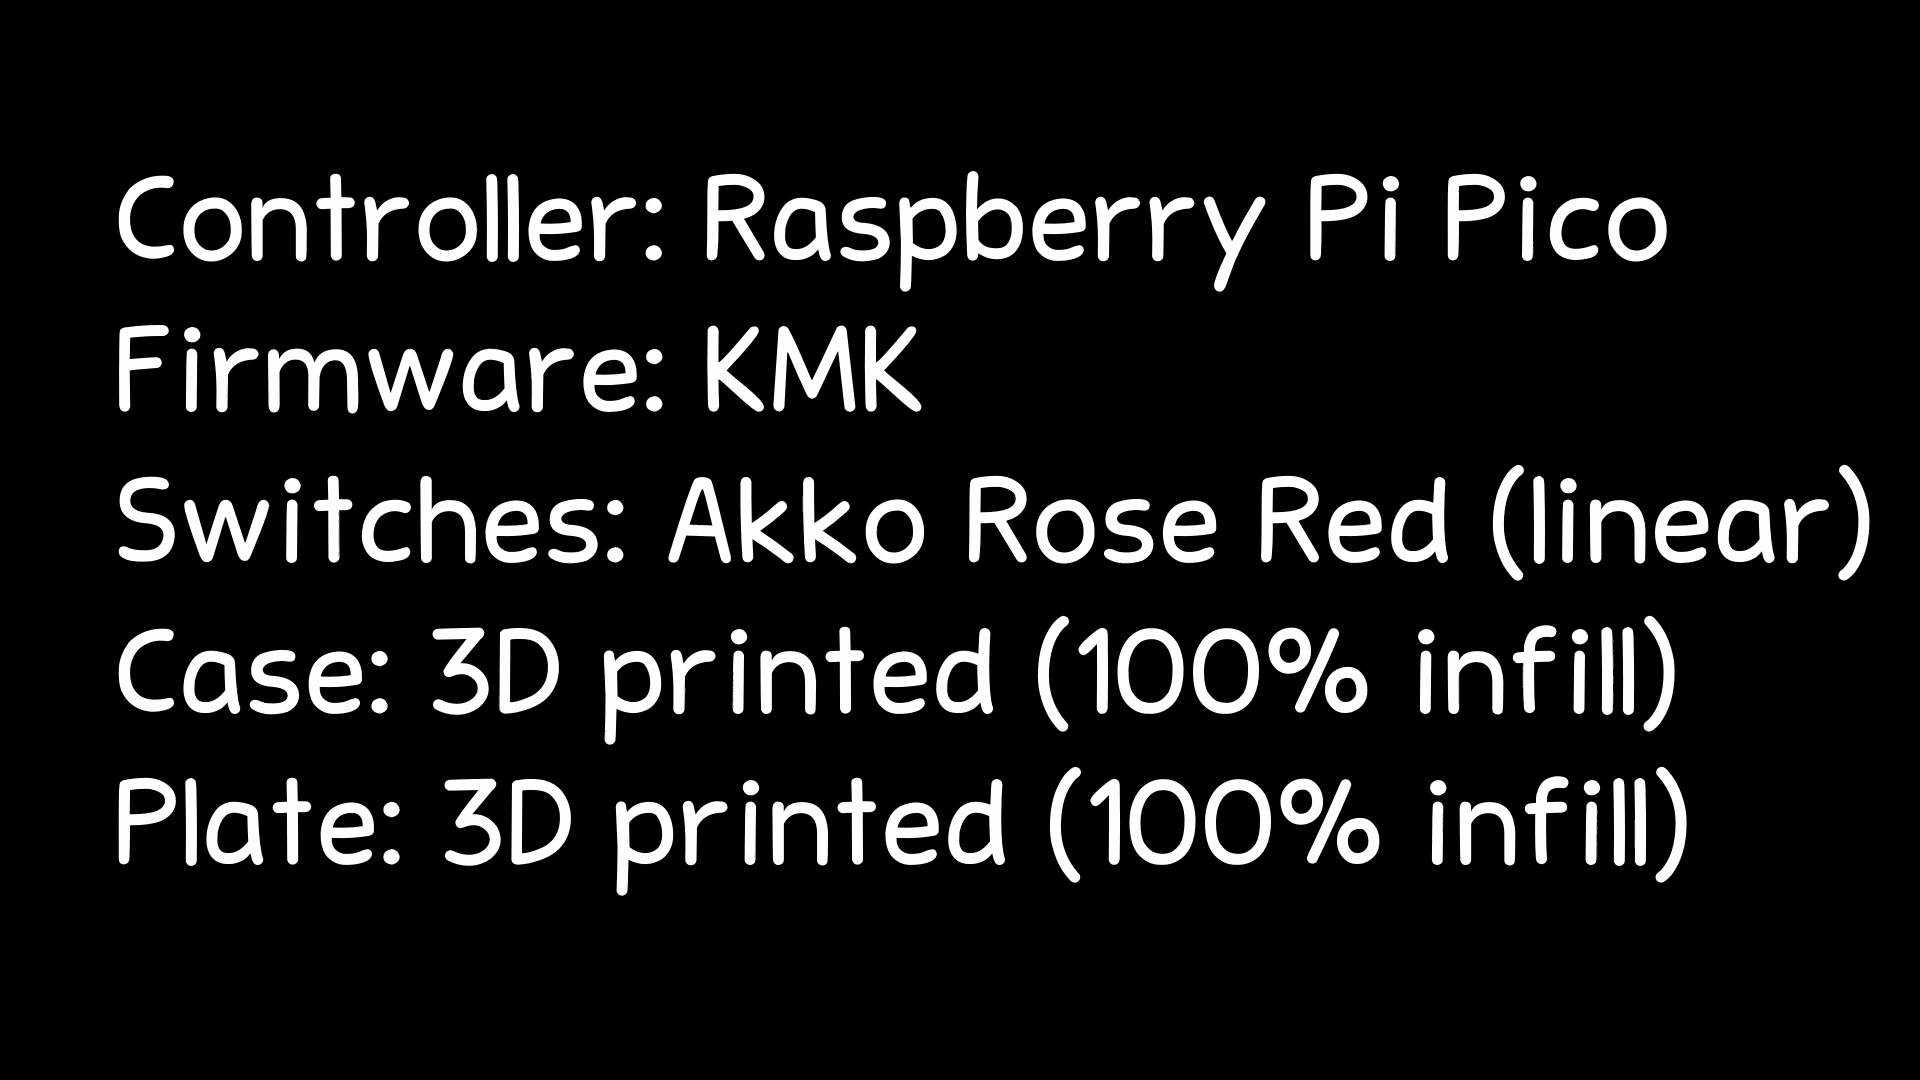 Controller: Raspberry Pi Pico
Firmware: KMK
Switches: Akko Rose Red (linear)
Case: 3D printed (100% infill)
Plate: 3D printed (100% infill)